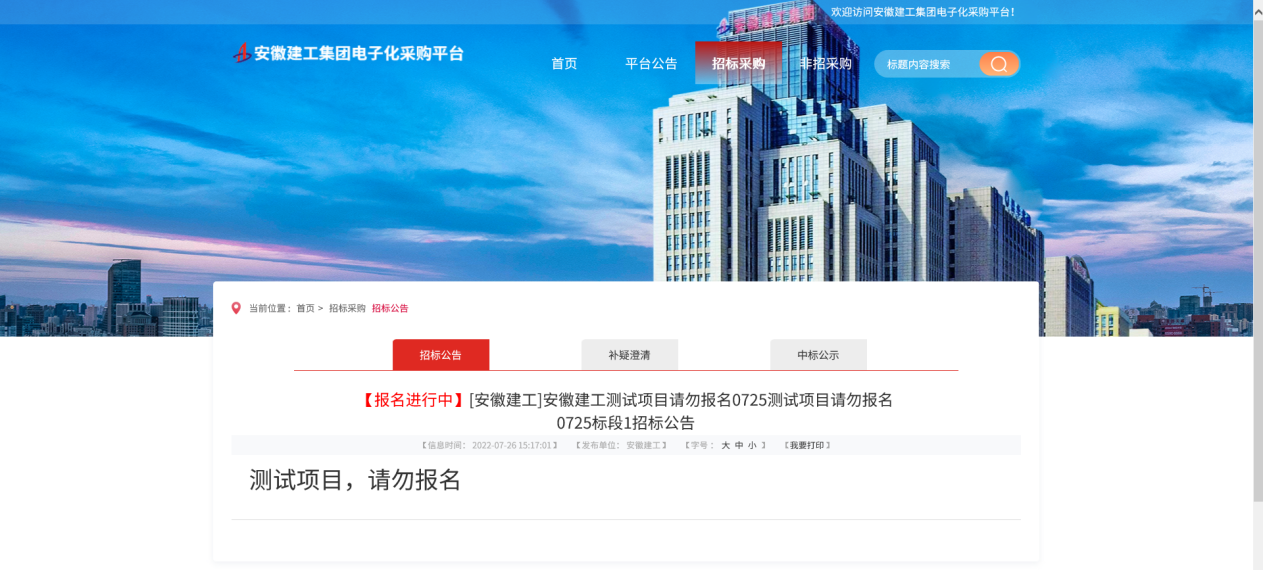 欢迎访问安徽建工集团电子化采购平台！
安徽建工集团电子化采购平台
首页 平台公告 招标采购 非招采购 标题内容搜索
当前位置： 首页 > 招标采购 招标公告
招标公告 补疑澄清 中标公示
【报名进行中】[安徽建工]安徽建工测试项目请勿报名0725测试项目请勿报名
0725标段1招标公告
【信息时间： 2022-07-26 15:17:01】 【发布单位： 安徽建工】 【字号： 大 中 小 】 【我要打印】
测试项目，请勿报名